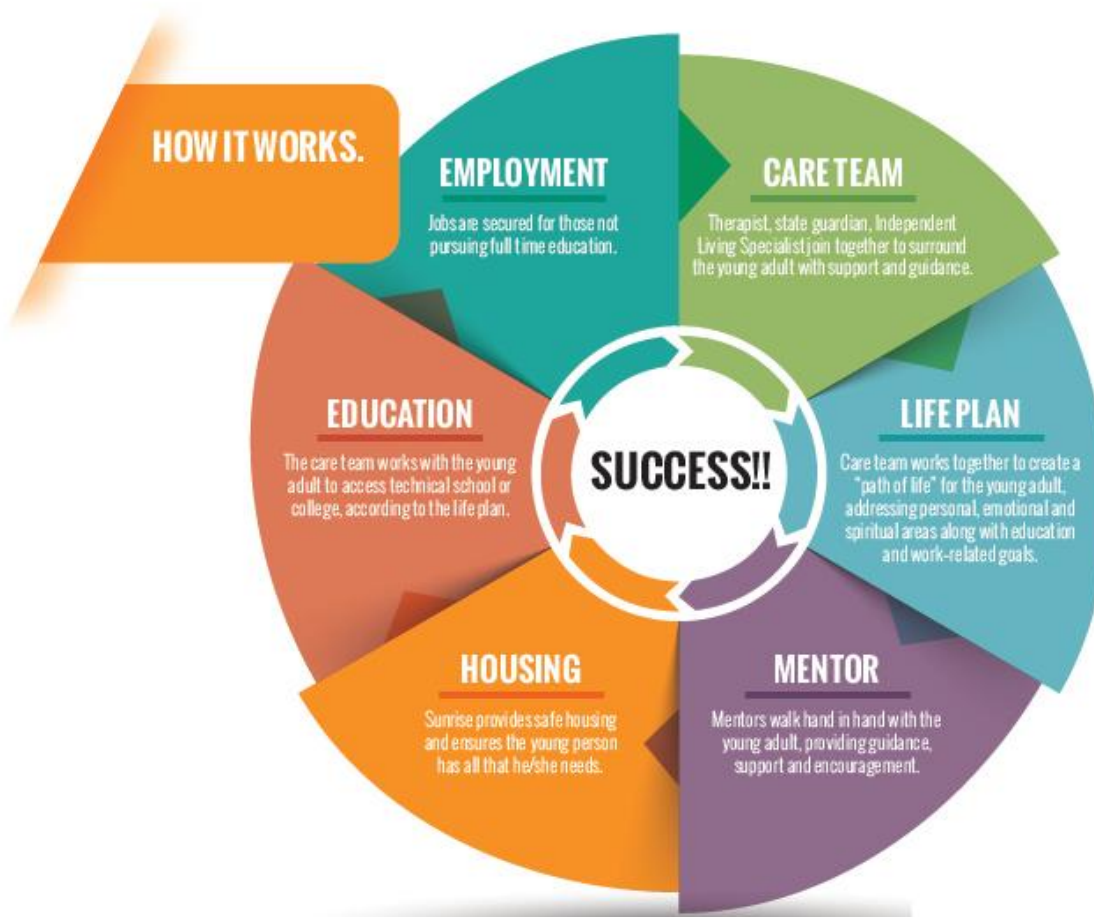 HOW IT WORKS.
EMPLOYMENT
Jobs are secured for those not
pursuing full time education.
CARE TEAM
Therapist, state guardian, Independent
Living Specialist join together to surround
the young adult with support and guidance.
LIFE PLAN
Care team works together to create a
"path of life" for the young adult,
addressing personal, emotional and
spiritual areas along with education
and work-related goals.
MENTOR
Mentors walk hand in hand with the
young adult, providing guidance,
support and encouragement.
HOUSING
Sunrise provides safe housing
and ensures the young person
has all that he/she needs.
EDUCATION
The care team works with the young
adult to access technical school or
college, according to the life plan.
SUCCESS!!